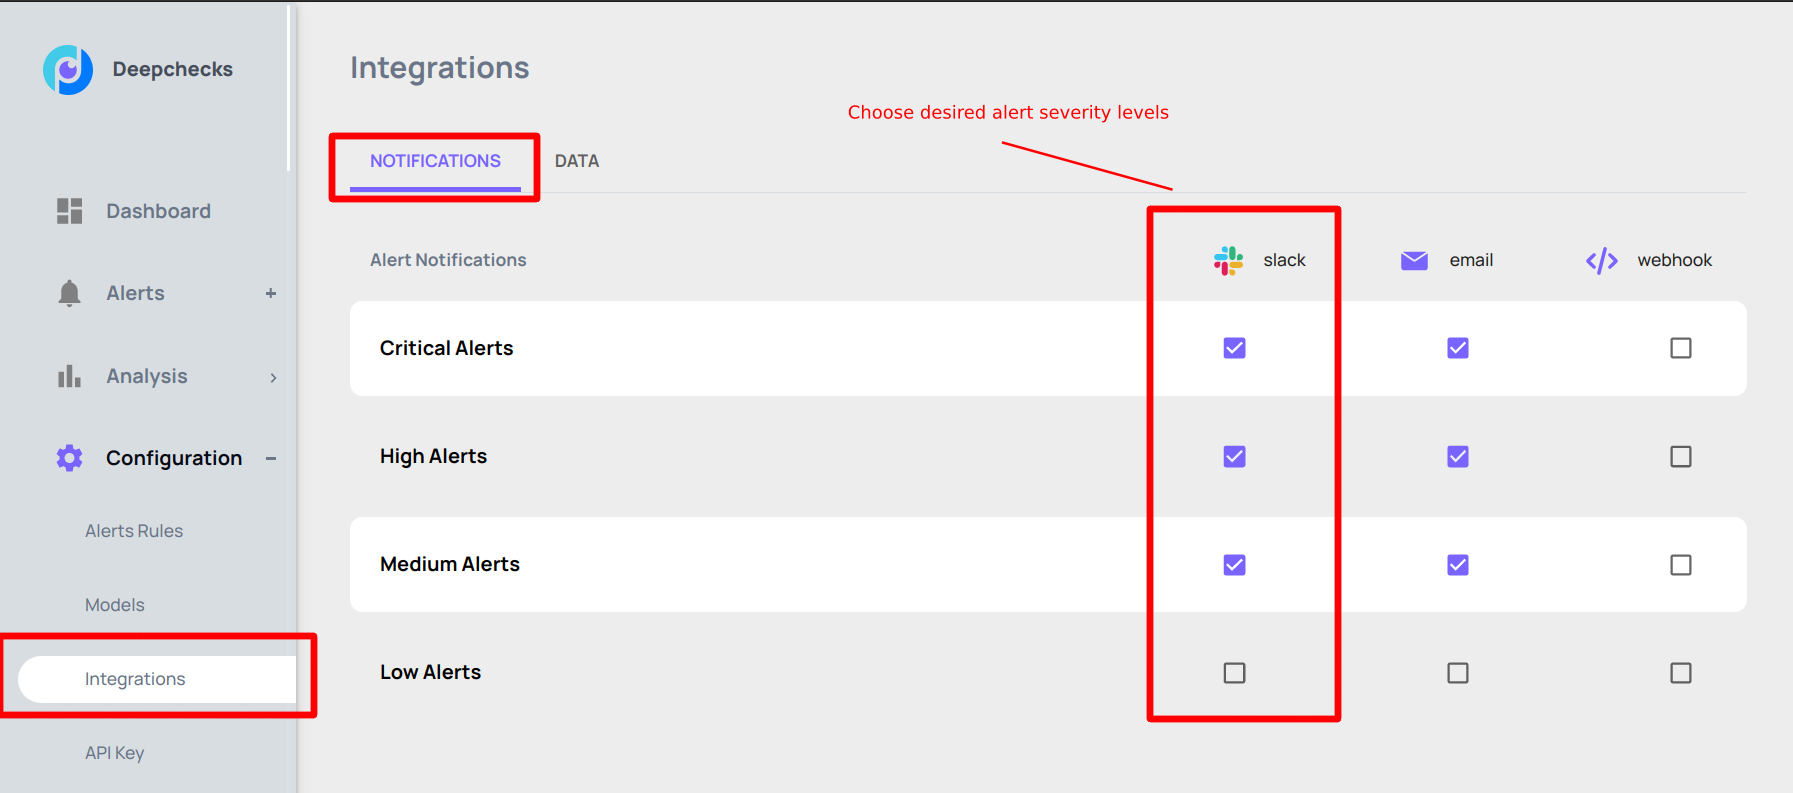 Deepchecks
Dashboard
Alerts +
Analysis >
Configuration –
Alerts Rules
Models
Integrations
API Key
Integrations
Choose desired alert severity levels
NOTIFICATIONS DATA
Alert Notifications slack email </> webhook
Critical Alerts
High Alerts
Medium Alerts
Low Alerts